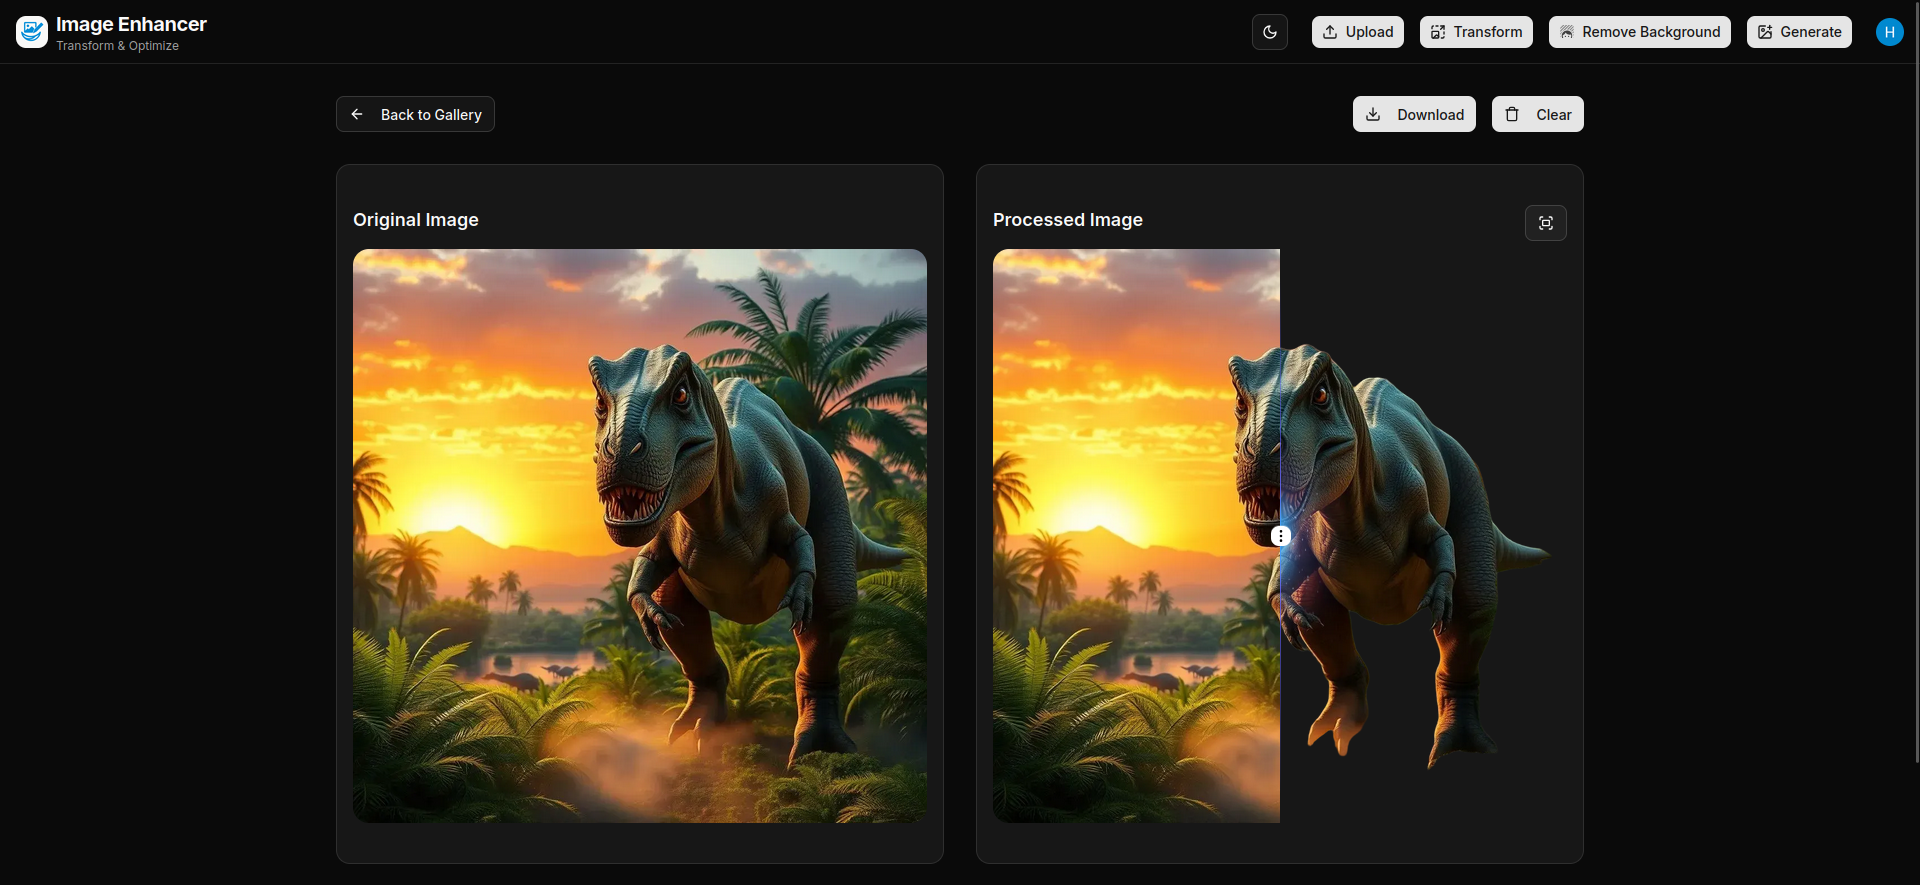 Image Enhancer
Transform & Optimize
Upload
Transform
Remove Background
Generate
H
Back to Gallery
Download
Clear
Original Image
Processed Image